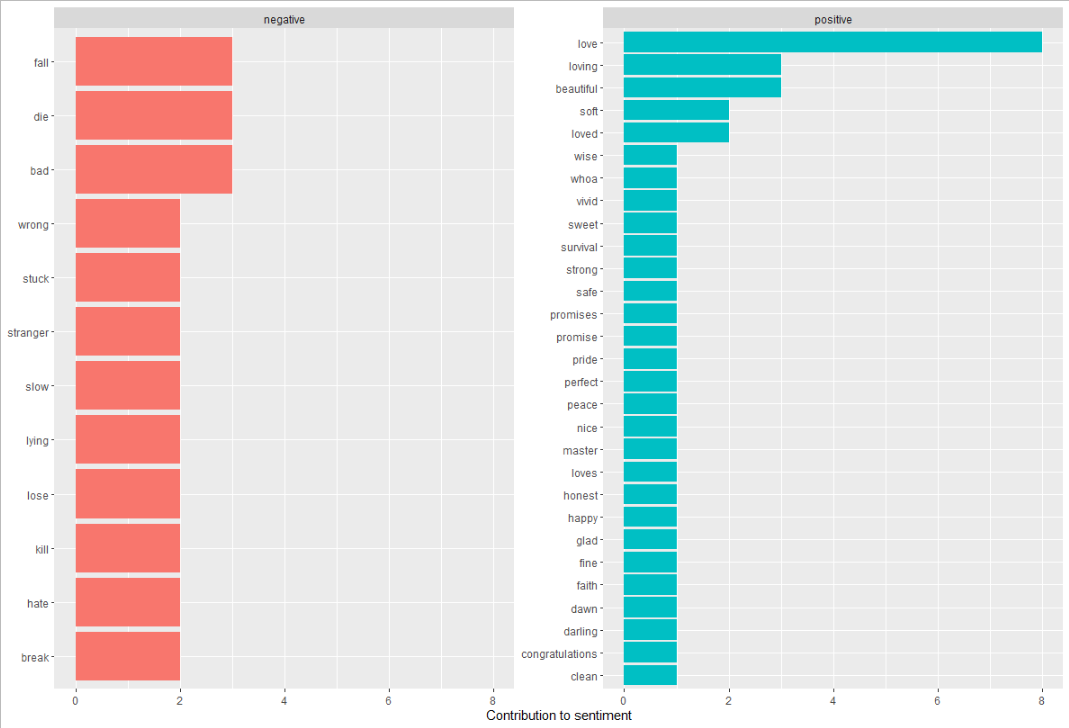 negative
fall
die
bad
wrong
stuck
stranger
slow
lying
lose
kill
hate
break
0 2 4 6 8
positive
love
loving
beautiful
soft
loved
wise
whoa
vivid
sweet
survival
strong
safe
promises
promise
pride
perfect
peace
nice
master
loves
honest
happy
glad
fine
faith
dawn
darling
congratulations
clean
0 2 4 6 8
Contribution to sentiment